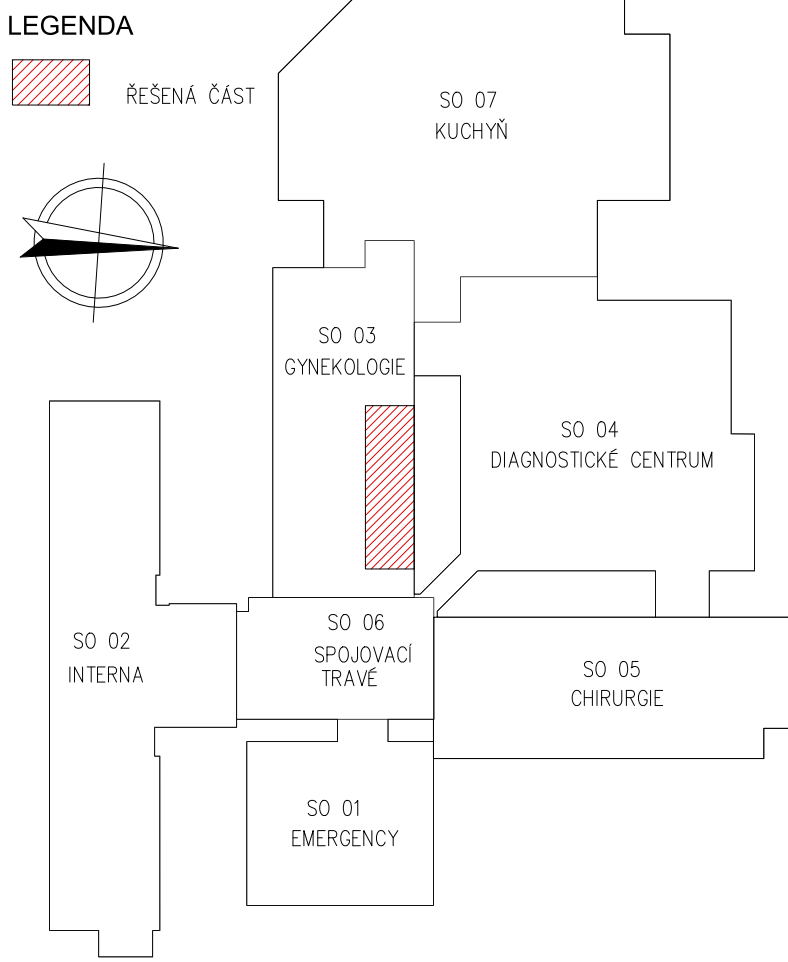 LEGENDA
ŘEŠENÁ ČÁST
SO 07
KUCHYŇ
SO 03
GYNEKOLOGIE
SO 04
DIAGNOSTICKÉ CENTRUM
SO 06
SPOJOVACÍ
TRAVÉ
SO 02
INTERNA
SO 05
CHIRURGIE
SO 01
EMERGENCY